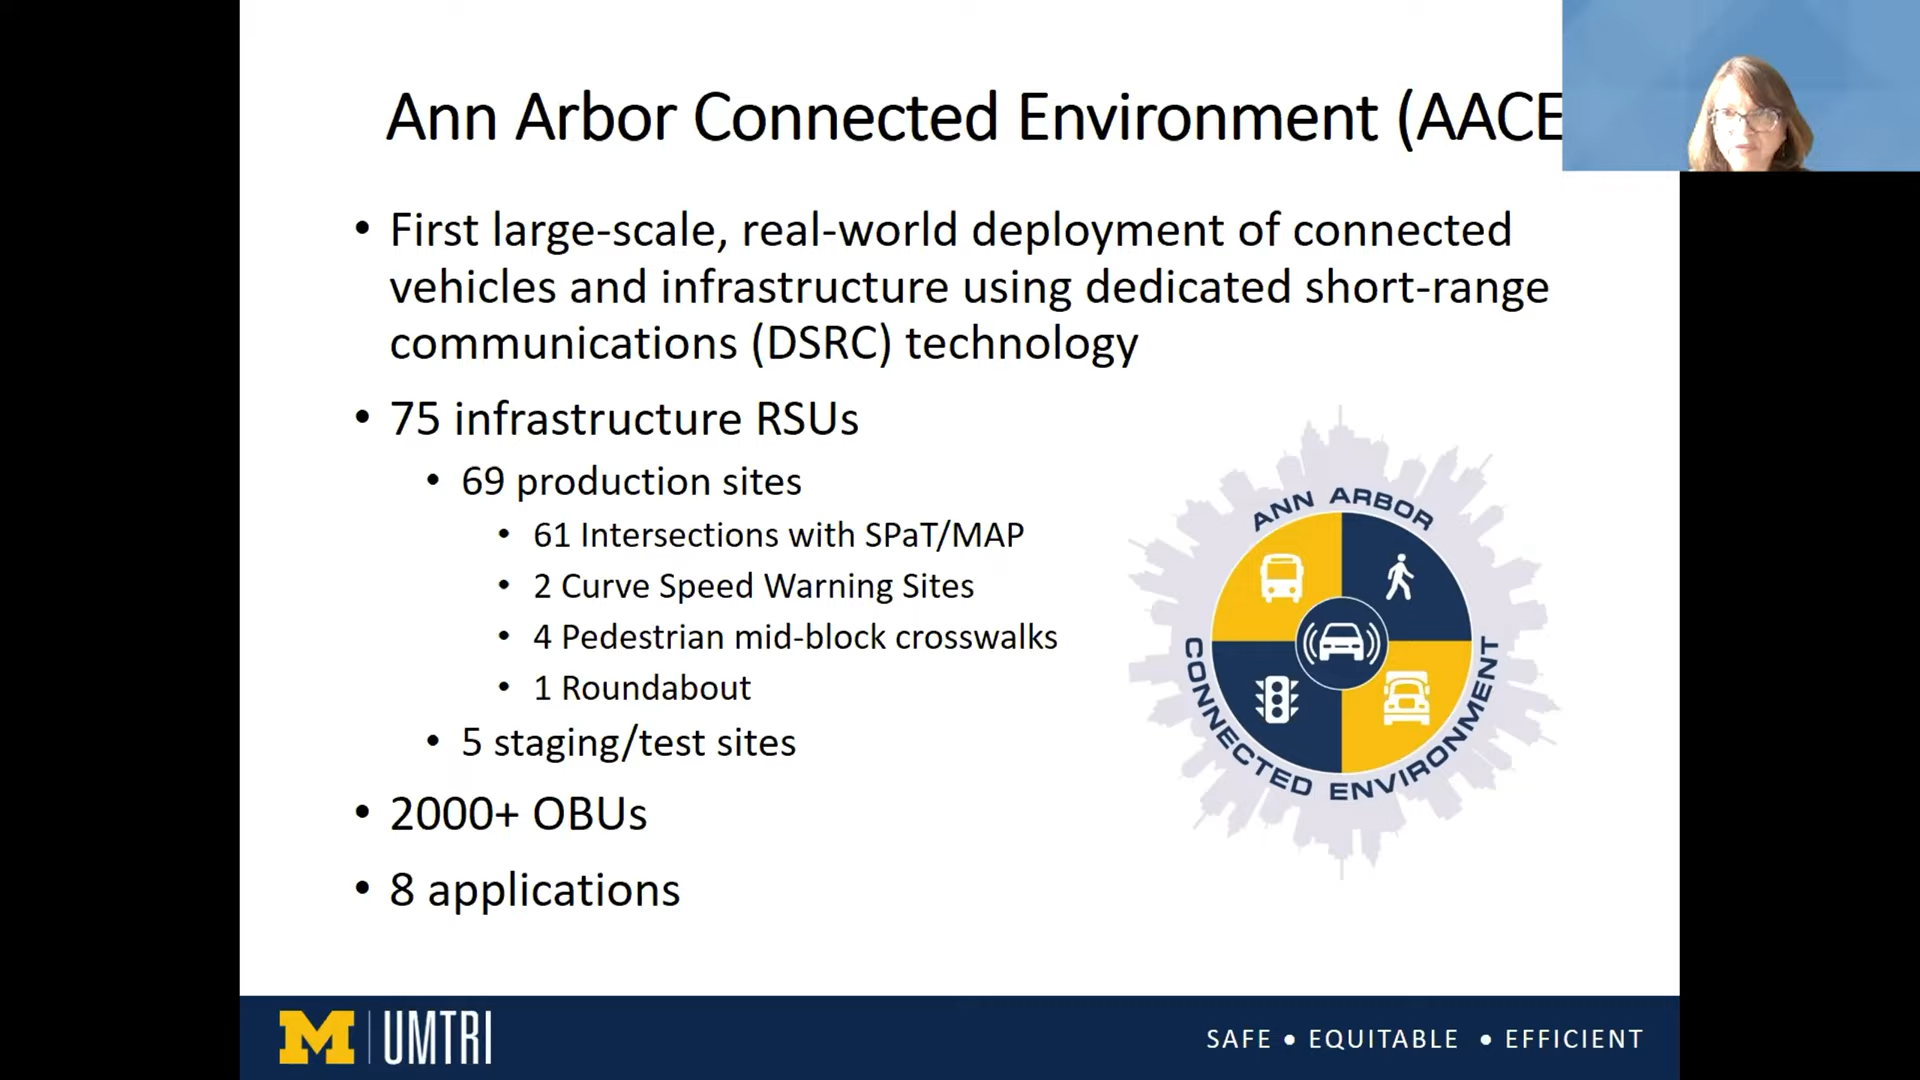 Ann Arbor Connected Environment (AACE
• First large-scale, real-world deployment of connected
vehicles and infrastructure using dedicated short-range
communications (DSRC) technology
• 75 infrastructure RSUs
• 69 production sites
• 61 Intersections with SPaT/MAP
• 2 Curve Speed Warning Sites
• 4 Pedestrian mid-block crosswalks
• 1 Roundabout
• 5 staging/test sites
• 2000+ OBUs
• 8 applications
ANN ARBOR
CONNECTED ENVIRONMENT
M UMTRI
SAFE • EQUITABLE • EFFICIENT